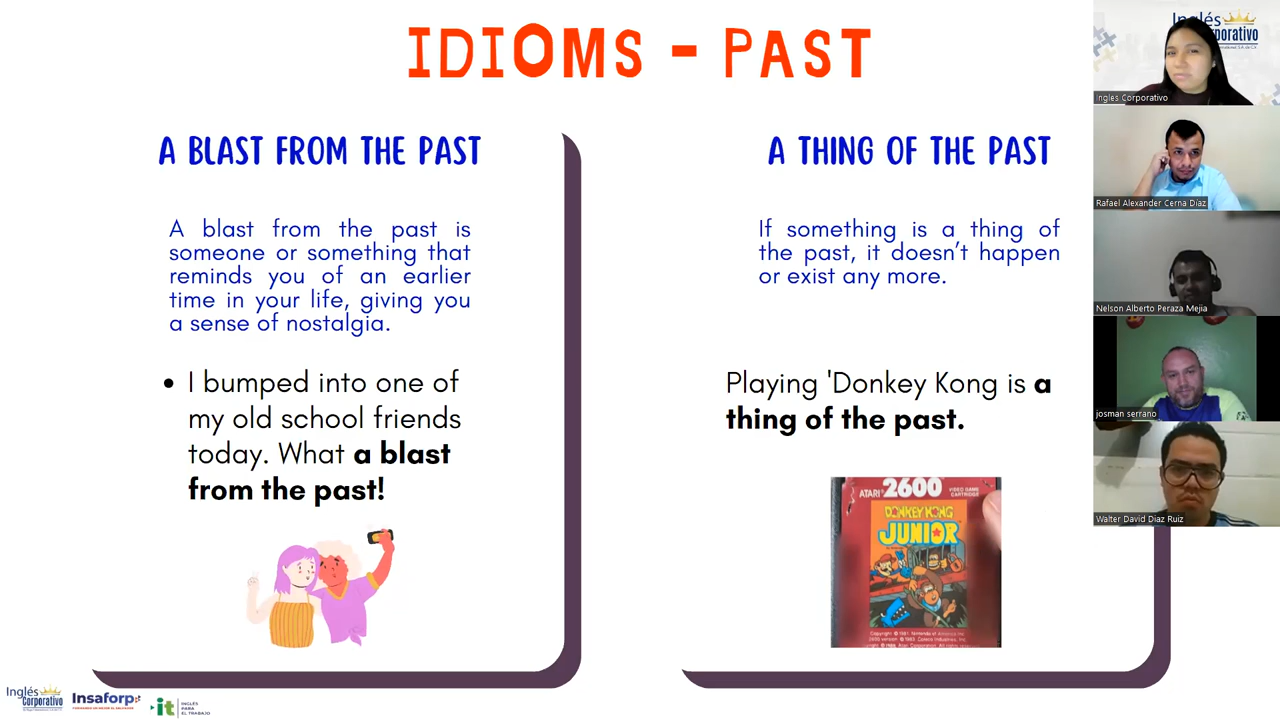 IDIOMS - PAST
A BLAST FROM THE PAST
A blast from the past is
someone or something that
reminds you of an earlier
time in your life, giving you
a sense of nostalgia.
• I bumped into one of
my old school friends
today. What a blast
from the past!
A THING OF THE PAST
If something is a thing of
the past, it doesn’t happen
or exist any more.
Playing 'Donkey Kong is a
thing of the past.
ATARI 2600 VIDEO GAME
CARTRIDGE
DONKEY KONG
JUNIOR
Inglés
Corporativo
Ingles Corporativo
Rafael Alexander Cerna Díaz
Nelson Alberto Peraza Mejia
josman serrano
Walter David Diaz Ruiz
Inglés
Corporativo
Insaforp
it INGLÉS
PARA
EL TRABAJO